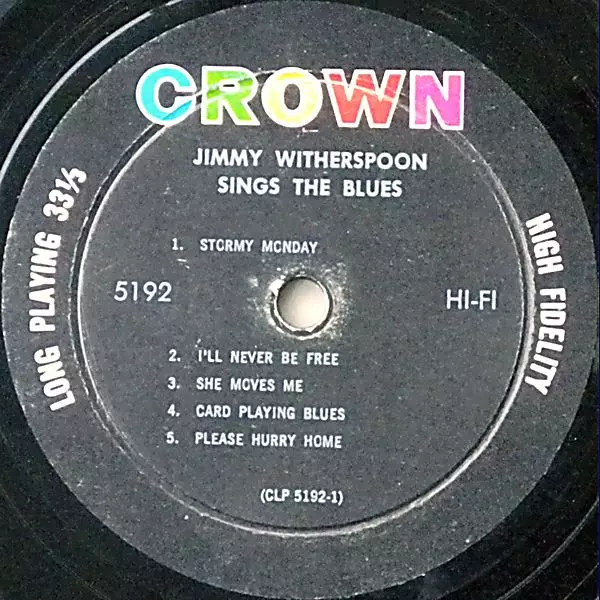 CROWN
JIMMY WITHERSPOON
SINGS THE BLUES
1. STORMY MONDAY
5192
HI-FI
2. I'LL NEVER BE FREE
3. SHE MOVES ME
4. CARD PLAYING BLUES
5. PLEASE HURRY HOME
(CLP 5192-1)
LONG PLAYING 33⅓
HIGH FIDELITY